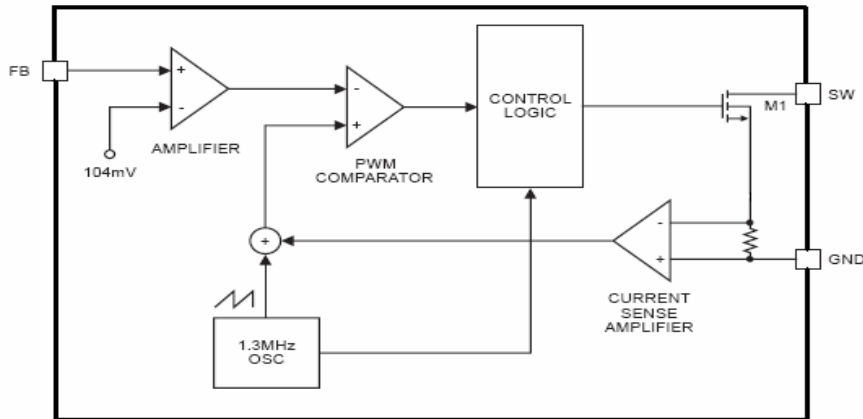 FB
+
-
AMPLIFIER
104mV
-
+
PWM
COMPARATOR
CONTROL
LOGIC
M1
SW
-
+
GND
CURRENT
SENSE
AMPLIFIER
+
1.3MHz
OSC